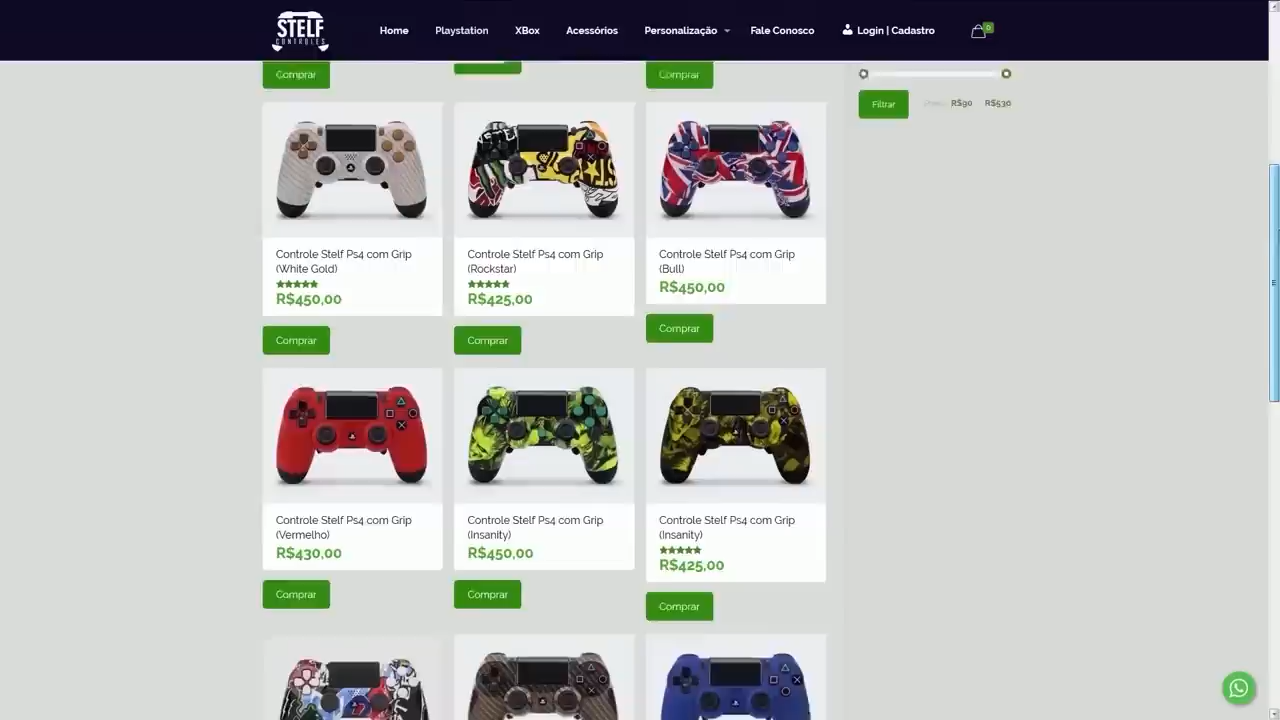 STELF
CONTROLES
Home
Playstation
XBox
Acessórios
Personalização
Fale Conosco
Login | Cadastro
0
Comprar
Comprar
Filtrar
R$90
R$530
Controle Stelf Ps4 com Grip
(White Gold)
R$450,00
Comprar
Controle Stelf Ps4 com Grip
(Rockstar)
R$425,00
Comprar
Controle Stelf Ps4 com Grip
(Bull)
R$450,00
Comprar
Controle Stelf Ps4 com Grip
(Vermelho)
R$430,00
Comprar
Controle Stelf Ps4 com Grip
(Insanity)
R$450,00
Comprar
Controle Stelf Ps4 com Grip
(Insanity)
R$425,00
Comprar